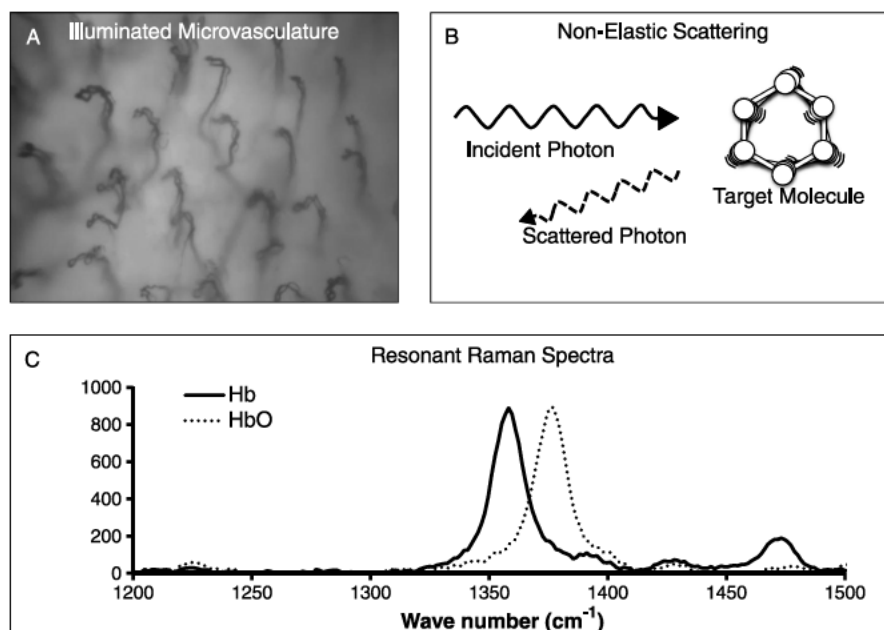 A
Illuminated Microvasculature
B
Non-Elastic Scattering
Incident Photon
Scattered Photon
Target Molecule
C
Resonant Raman Spectra
Hb
HbO
1000
800
600
400
200
0
1200 1250 1300 1350 1400 1450 1500
Wave number (cm⁻¹)